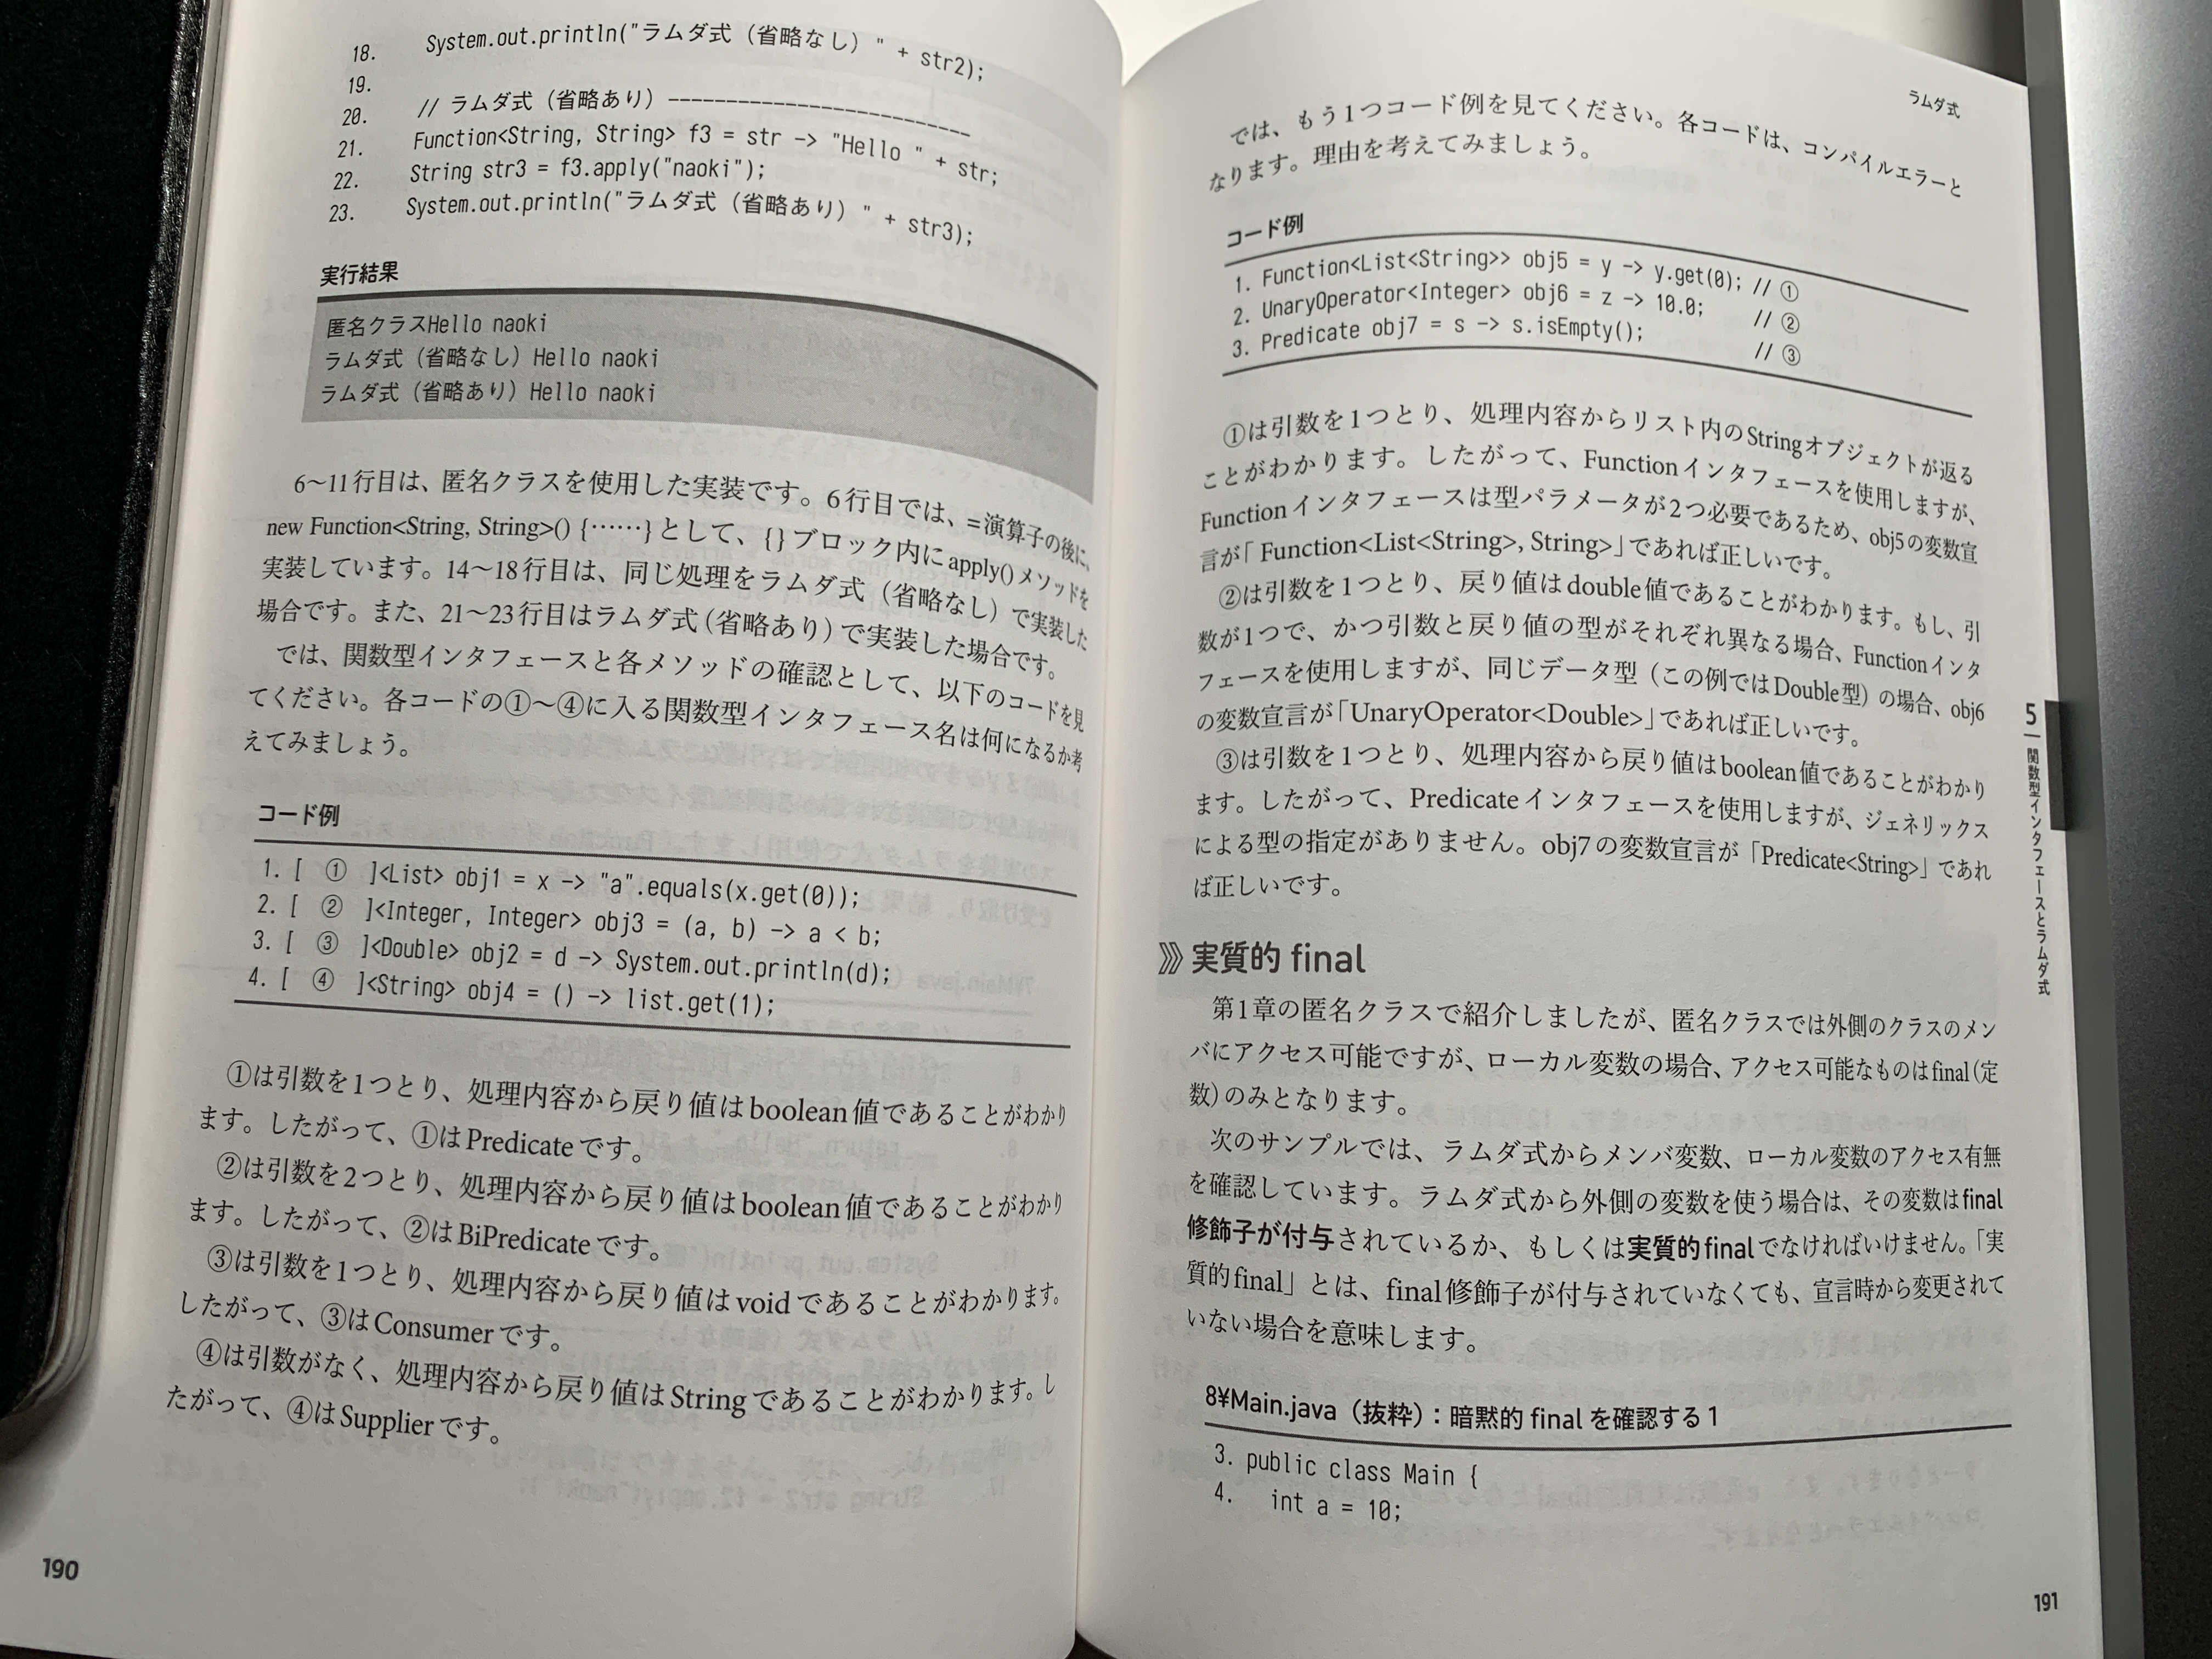 18. System.out.println("ラムダ式（省略なし）" + str2);
19.
20. // ラムダ式（省略あり）--------------------------
21. Function<String, String> f3 = str -> "Hello " + str;
22. String str3 = f3.apply("naoki");
23. System.out.println("ラムダ式（省略あり）" + str3);
実行結果
匿名クラスHello naoki
ラムダ式（省略なし）Hello naoki
ラムダ式（省略あり）Hello naoki
6〜11行目は、匿名クラスを使用した実装です。6行目では、=演算子の後に、
new Function<String, String>() {……}として、{}ブロック内にapply()メソッドを
実装しています。14〜18行目は、同じ処理をラムダ式（省略なし）で実装した
場合です。また、21〜23行目はラムダ式（省略あり）で実装した場合です。
では、関数型インタフェースと各メソッドの確認として、以下のコードを見
てください。各コードの①〜④に入る関数型インタフェース名は何になるか考
えてみましょう。
コード例
1. [ ① ]<List> obj1 = x -> "a".equals(x.get(0));
2. [ ② ]<Integer, Integer> obj3 = (a, b) -> a < b;
3. [ ③ ]<Double> obj2 = d -> System.out.println(d);
4. [ ④ ]<String> obj4 = () -> list.get(1);
①は引数を1つとり、処理内容から戻り値はboolean値であることがわかり
ます。したがって、①はPredicateです。
②は引数を2つとり、処理内容から戻り値はboolean値であることがわかり
ます。したがって、②はBiPredicateです。
③は引数を1つとり、処理内容から戻り値はvoidであることがわかります。
したがって、③はConsumerです。
④は引数がなく、処理内容から戻り値はStringであることがわかります。し
たがって、④はSupplierです。
190
ラムダ式
では、もう1つコード例を見てください。各コードは、コンパイルエラーと
なります。理由を考えてみましょう。
コード例
1. Function<List<String>> obj5 = y -> y.get(0); // ①
2. UnaryOperator<Integer> obj6 = z -> 10.0; // ②
3. Predicate obj7 = s -> s.isEmpty(); // ③
①は引数を1つとり、処理内容からリスト内のStringオブジェクトが返る
ことがわかります。したがって、Functionインタフェースを使用しますが、
Functionインタフェースは型パラメータが2つ必要であるため、obj5の変数宣
言が「Function<List<String>, String>」であれば正しいです。
②は引数を1つとり、戻り値はdouble値であることがわかります。もし、引
数が1つで、かつ引数と戻り値の型がそれぞれ異なる場合、Functionインタ
フェースを使用しますが、同じデータ型（この例ではDouble型）の場合、obj6
の変数宣言が「UnaryOperator<Double>」であれば正しいです。
③は引数を1つとり、処理内容から戻り値はboolean値であることがわかり
ます。したがって、Predicateインタフェースを使用しますが、ジェネリックス
による型の指定がありません。obj7の変数宣言が「Predicate<String>」であれ
ば正しいです。
》》実質的 final
第1章の匿名クラスで紹介しましたが、匿名クラスでは外側のクラスのメン
バにアクセス可能ですが、ローカル変数の場合、アクセス可能なものはfinal（定
数）のみとなります。
次のサンプルでは、ラムダ式からメンバ変数、ローカル変数のアクセス有無
を確認しています。ラムダ式から外側の変数を使う場合は、その変数はfinal
修飾子が付与されているか、もしくは実質的finalでなければいけません。「実
質的final」とは、final修飾子が付与されていなくても、宣言時から変更されて
いない場合を意味します。
8¥Main.java（抜粋）：暗黙的 final を確認する 1
3. public class Main {
4. int a = 10;
5 関数型インタフェースとラムダ式
191